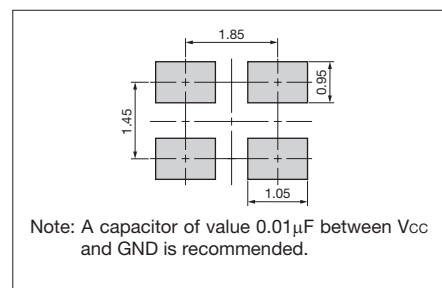 1.85
0.95
1.45
1.05
Note: A capacitor of value 0.01μF between Vcc
and GND is recommended.